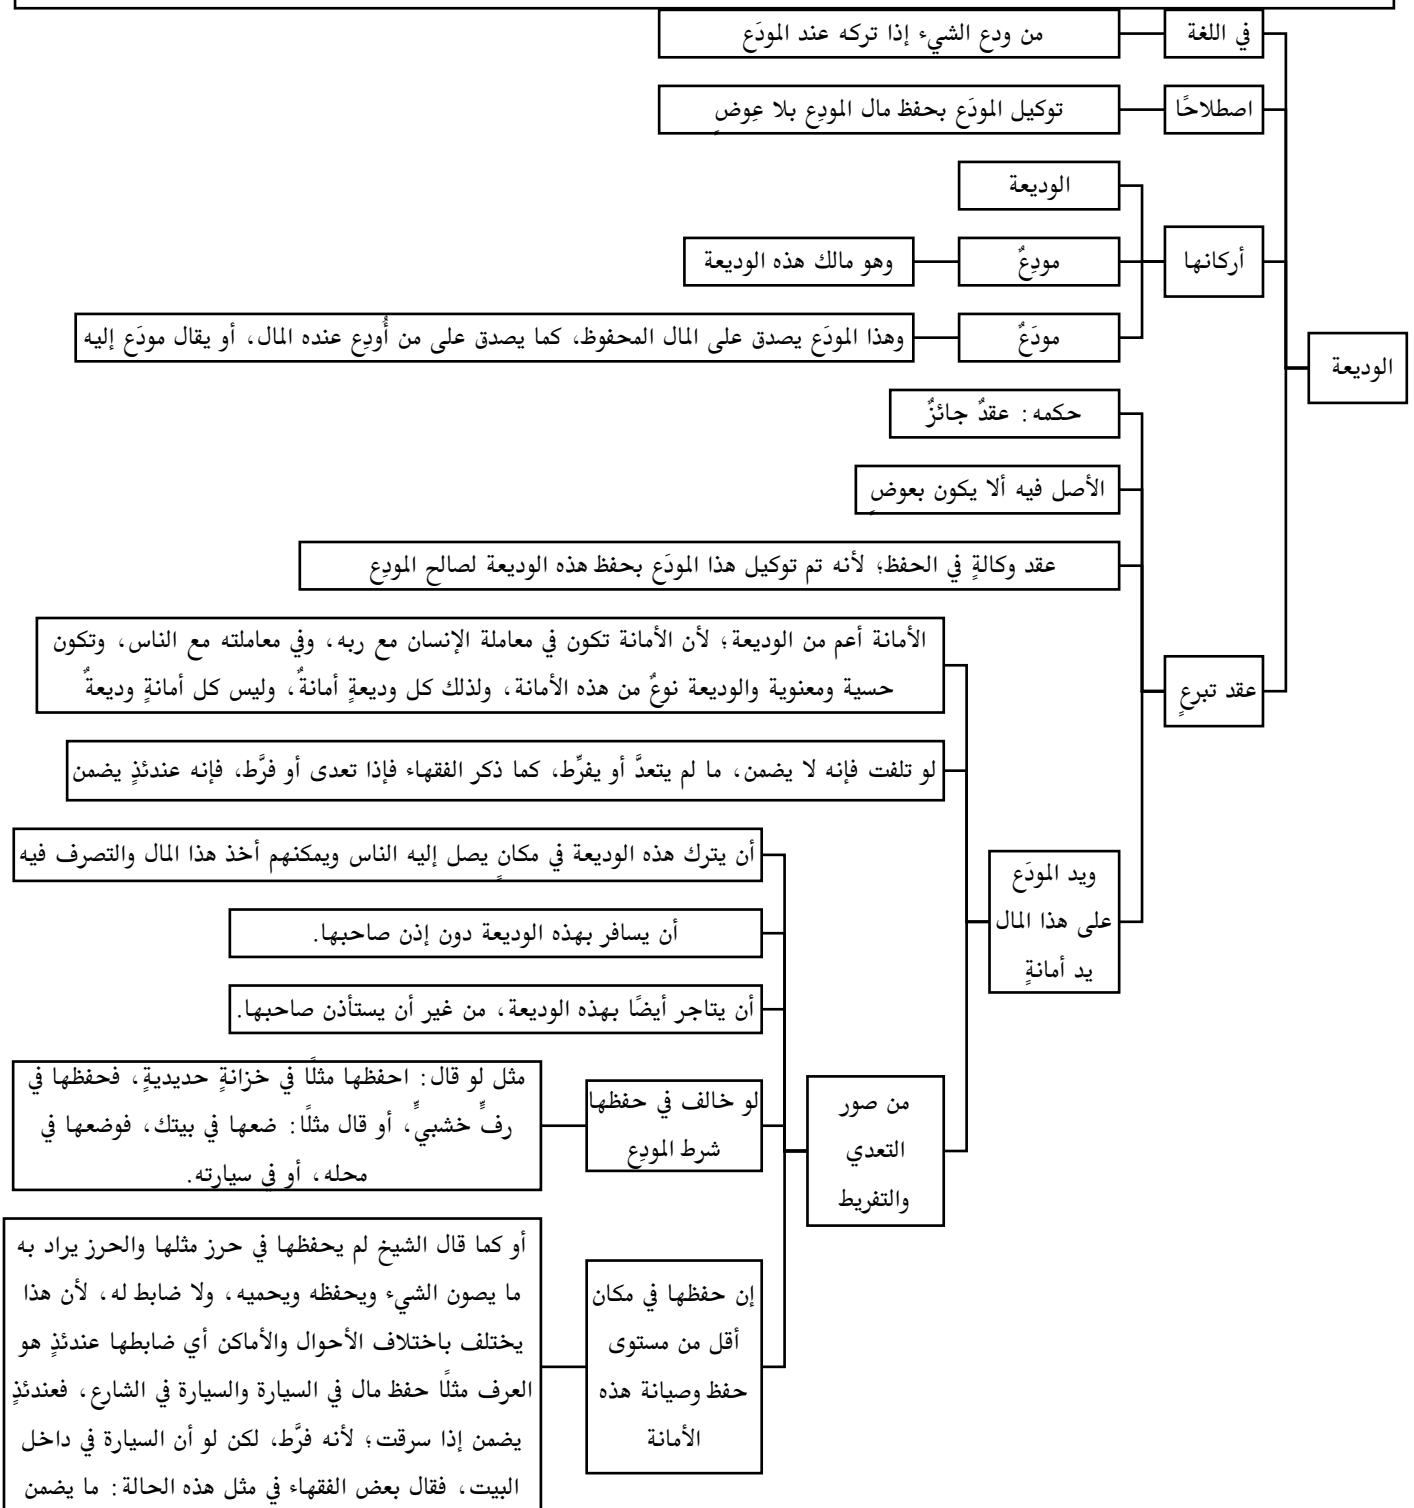 الوديعة
في اللغة
من ودع الشيء إذا تركه عند المودَع
اصطلاحًا
توكيل المودَع بحفظ مال المودِع بلا عِوضٍ
أركانها
الوديعة
مودِعٌ
وهو مالك هذه الوديعة
مودَعٌ
وهذا المودَع يصدق على المال المحفوظ، كما يصدق على من أُودِع عنده المال، أو يقال مودَع إليه
عقد تبرعٍ
حكمه: عقدٌ جائزٌ
الأصل فيه ألا يكون بعوضٍ
عقد وكالةٍ في الحفظ؛ لأنه تم توكيل هذا المودَع بحفظ هذه الوديعة لصالح المودِع
ويد المودَع
على هذا المال
يد أمانةٍ
الأمانة أعم من الوديعة؛ لأن الأمانة تكون في معاملة الإنسان مع ربه، وفي معاملته مع الناس، وتكون
حسية ومعنوية والوديعة نوعٌ من هذه الأمانة، ولذلك كل وديعةٍ أمانةٌ، وليس كل أمانةٍ وديعةٌ
لو تلفت فإنه لا يضمن، ما لم يتعدَّ أو يفرِّط، كما ذكر الفقهاء فإذا تعدى أو فرَّط، فإنه عندئذٍ يضمن
من صور
التعدي
والتفريط
أن يترك هذه الوديعة في مكانٍ يصل إليه الناس ويمكنهم أخذ هذا المال والتصرف فيه
أن يسافر بهذه الوديعة دون إذن صاحبها.
أن يتاجر أيضًا بهذه الوديعة، من غير أن يستأذن صاحبها.
لو خالف في حفظها
شرط المودِع
مثل لو قال: احفظها مثلًا في خزانةٍ حديديةٍ، فحفظها في
رفٍّ خشبيٍّ، أو قال مثلًا: ضعها في بيتك، فوضعها في
محله، أو في سيارته.
إن حفظها في مكان
أقل من مستوى
حفظ وصيانة هذه
الأمانة
أو كما قال الشيخ لم يحفظها في حرز مثلها والحرز يراد به
ما يصون الشيء ويحفظه ويحميه، ولا ضابط له، لأن هذا
يختلف باختلاف الأحوال والأماكن أي ضابطها عندئذٍ هو
العرف مثلًا حفظ مال في السيارة والسيارة في الشارع، فعندئذٍ
يضمن إذا سرقت؛ لأنه فرَّط، لكن لو أن السيارة في داخل
البيت، فقال بعض الفقهاء في مثل هذه الحالة: ما يضمن